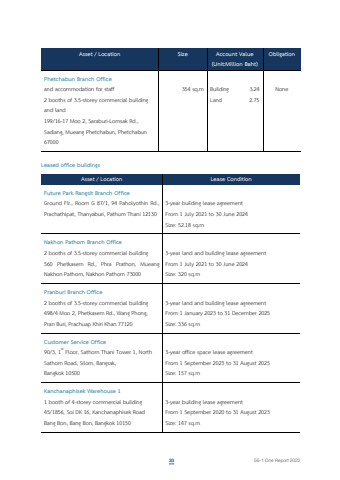 Asset / Location Size Account Value Obligation
(Unit:Million Baht)
Phetchabun Branch Office
and accommodation for staff 354 sq.m Building 3.24 None
2 booths of 3.5-storey commercial building Land 2.75
and land
199/16-17 Moo 2, Saraburi-Lomsak Rd.,
Sadiang, Mueang Phetchabun, Phetchabun
67000
Leased office buildings
Asset / Location Lease Condition
Future Park Rangsit Branch Office
Ground Flr., Room G B7/1, 94 Paholyothin Rd., 3-year building lease agreement
Prachathipat, Thanyaburi, Pathum Thani 12130 From 1 July 2021 to 30 June 2024
Size: 52.18 sq.m
Nakhon Pathom Branch Office
2 booths of 3.5-storey commercial building 3-year land and building lease agreement
560 Phetkasem Rd., Phra Prathon, Mueang From 1 July 2021 to 30 June 2024
Nakhon Pathom, Nakhon Pathom 73000 Size: 320 sq.m
Pranburi Branch Office
2 booths of 3.5-storey commercial building 3-year land and building lease agreement
498/4 Moo 2, Phetkasem Rd., Wang Phong, From 1 January 2023 to 31 December 2025
Pran Buri, Prachuap Khiri Khan 77120 Size: 336 sq.m
Customer Service Office
90/3, 1st Floor, Sathorn Thani Tower 1, North 3-year office space lease agreement
Sathorn Road, Silom, Bangrak, From 1 September 2023 to 31 August 2025
Bangkok 10500 Size: 157 sq.m
Kanchanaphisek Warehouse 1
1 booth of 4-storey commercial building 3-year building lease agreement
45/1856, Soi DK 16, Kanchanaphisek Road From 1 September 2020 to 31 August 2023
Bang Bon, Bang Bon, Bangkok 10150 Size: 147 sq.m
56-1 One-Report 2022